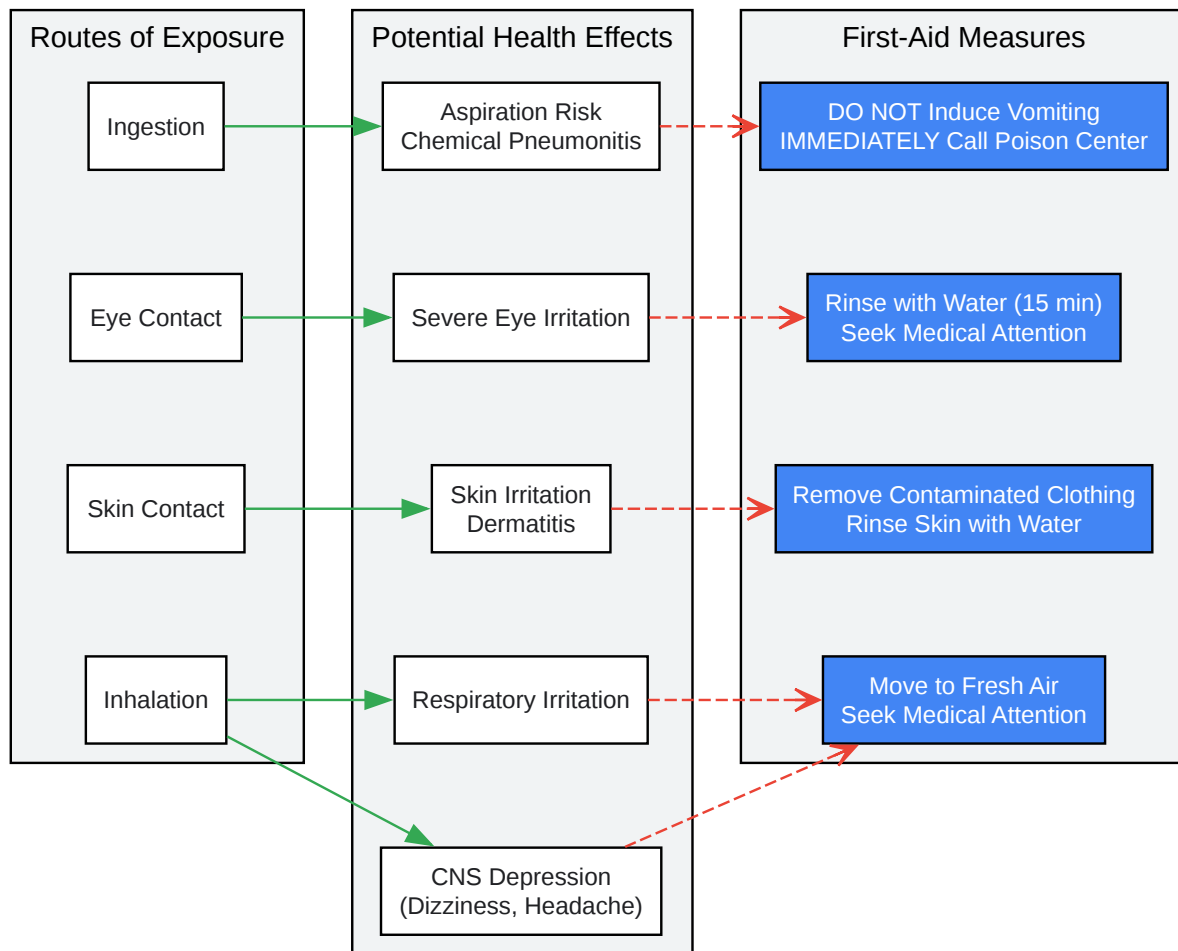 Routes of Exposure
Potential Health Effects
First-Aid Measures
Ingestion
Aspiration Risk
Chemical Pneumonitis
DO NOT Induce Vomiting
IMMEDIATELY Call Poison Center
Eye Contact
Severe Eye Irritation
Rinse with Water (15 min)
Seek Medical Attention
Skin Contact
Skin Irritation
Dermatitis
Remove Contaminated Clothing
Rinse Skin with Water
Inhalation
Respiratory Irritation
Move to Fresh Air
Seek Medical Attention
CNS Depression
(Dizziness, Headache)